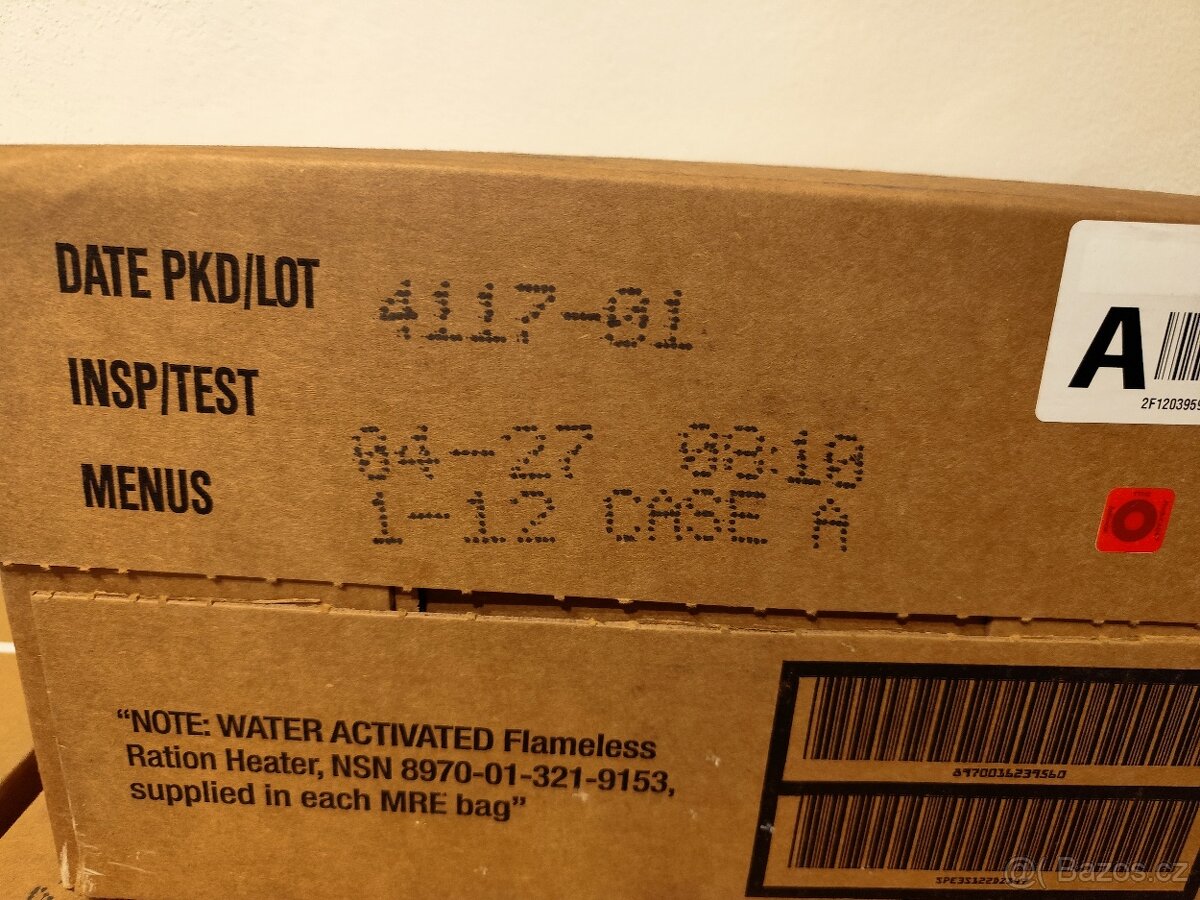 DATE PKD/LOT 4117-01
A
2F1203959
INSP/TEST
04-27 08:10
MENUS 1-12 CASE A
“NOTE: WATER ACTIVATED Flameless
Ration Heater, NSN 8970-01-321-9153,
supplied in each MRE bag”
8970016239560
@ Bazos.cz